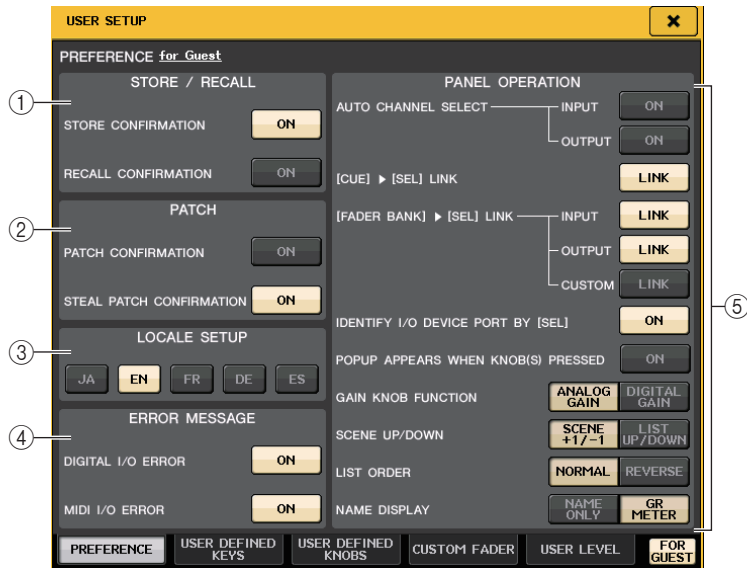 USER SETUP
×
PREFERENCE for Guest
① STORE / RECALL
STORE CONFIRMATION ON
RECALL CONFIRMATION ON
② PATCH
PATCH CONFIRMATION ON
STEAL PATCH CONFIRMATION ON
③ LOCALE SETUP
JA EN FR DE ES
④ ERROR MESSAGE
DIGITAL I/O ERROR ON
MIDI I/O ERROR ON
⑤ PANEL OPERATION
AUTO CHANNEL SELECT INPUT ON
OUTPUT ON
[CUE] ▶ [SEL] LINK LINK
[FADER BANK] ▶ [SEL] LINK INPUT LINK
OUTPUT LINK
CUSTOM LINK
IDENTIFY I/O DEVICE PORT BY [SEL] ON
POPUP APPEARS WHEN KNOB(S) PRESSED ON
GAIN KNOB FUNCTION ANALOG GAIN DIGITAL GAIN
SCENE UP/DOWN SCENE +1/-1 LIST UP/DOWN
LIST ORDER NORMAL REVERSE
NAME DISPLAY NAME ONLY GR METER
PREFERENCE USER DEFINED KEYS USER DEFINED KNOBS CUSTOM FADER USER LEVEL FOR GUEST